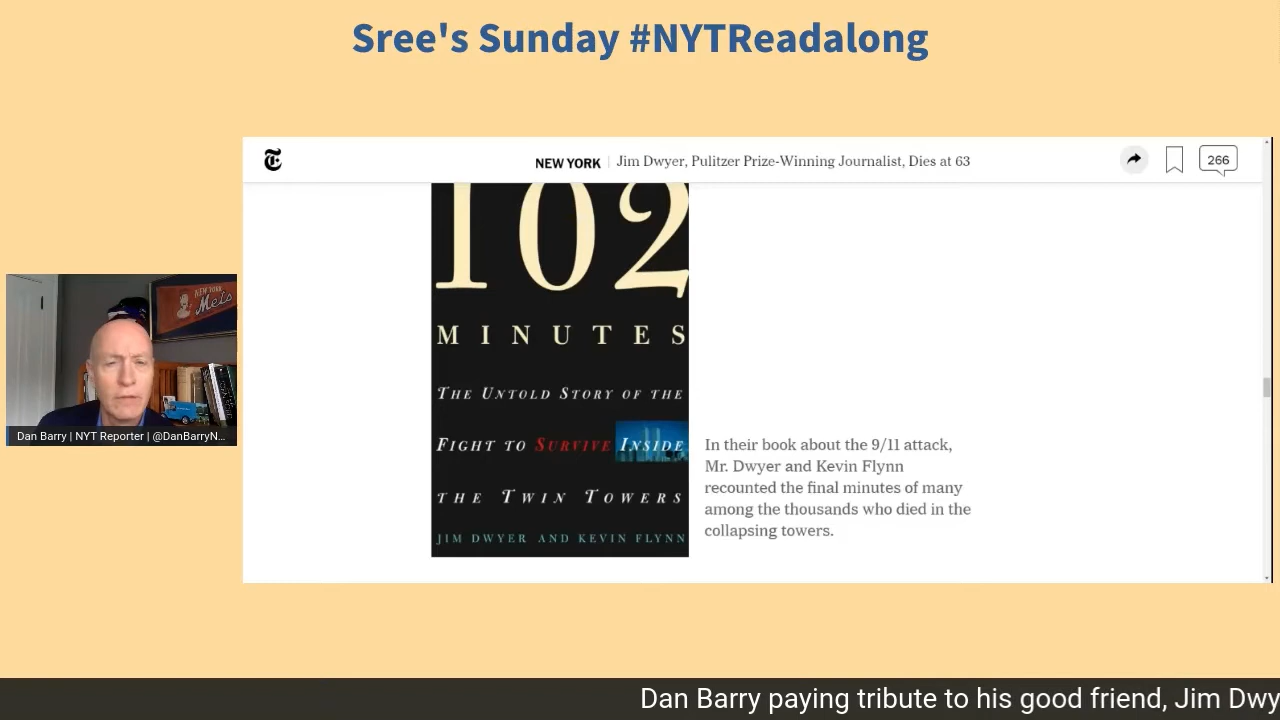 Sree's Sunday #NYTReadalong
NEW YORK | Jim Dwyer, Pulitzer Prize-Winning Journalist, Dies at 63
266
102
MINUTES
THE UNTOLD STORY OF THE
FIGHT TO SURVIVE INSIDE
THE TWIN TOWERS
JIM DWYER AND KEVIN FLYNN
In their book about the 9/11 attack,
Mr. Dwyer and Kevin Flynn
recounted the final minutes of many
among the thousands who died in the
collapsing towers.
NEW YORK
Mets
Dan Barry | NYT Reporter | @DanBarryN...
Dan Barry paying tribute to his good friend, Jim Dwy